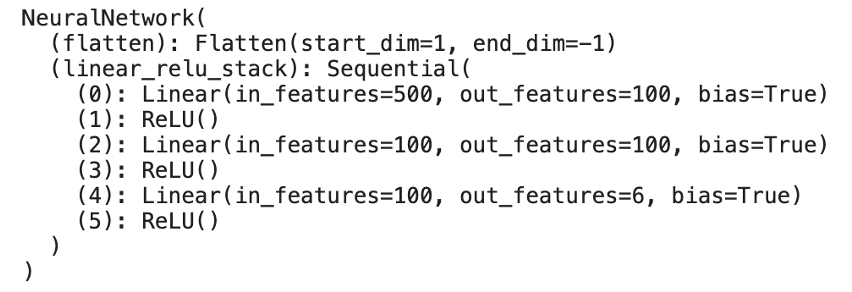 NeuralNetwork(
  (flatten): Flatten(start_dim=1, end_dim=-1)
  (linear_relu_stack): Sequential(
    (0): Linear(in_features=500, out_features=100, bias=True)
    (1): ReLU()
    (2): Linear(in_features=100, out_features=100, bias=True)
    (3): ReLU()
    (4): Linear(in_features=100, out_features=6, bias=True)
    (5): ReLU()
  )
)